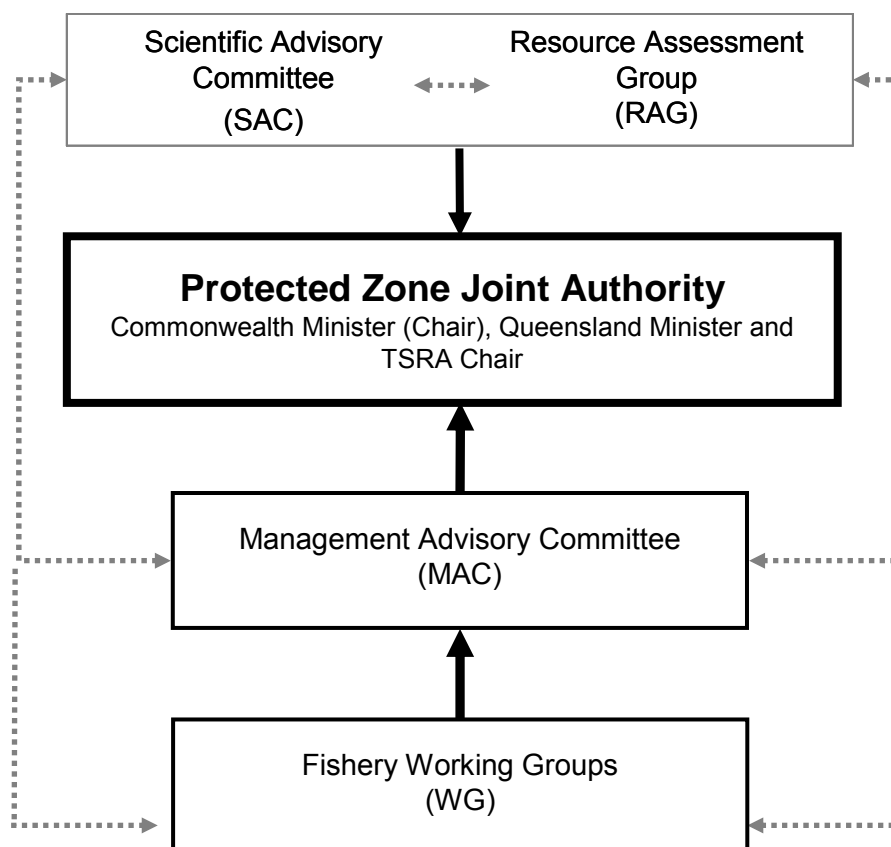 Scientific Advisory
Committee
(SAC)
Resource Assessment
Group
(RAG)
Protected Zone Joint Authority
Commonwealth Minister (Chair), Queensland Minister and
TSRA Chair
Management Advisory Committee
(MAC)
Fishery Working Groups
(WG)